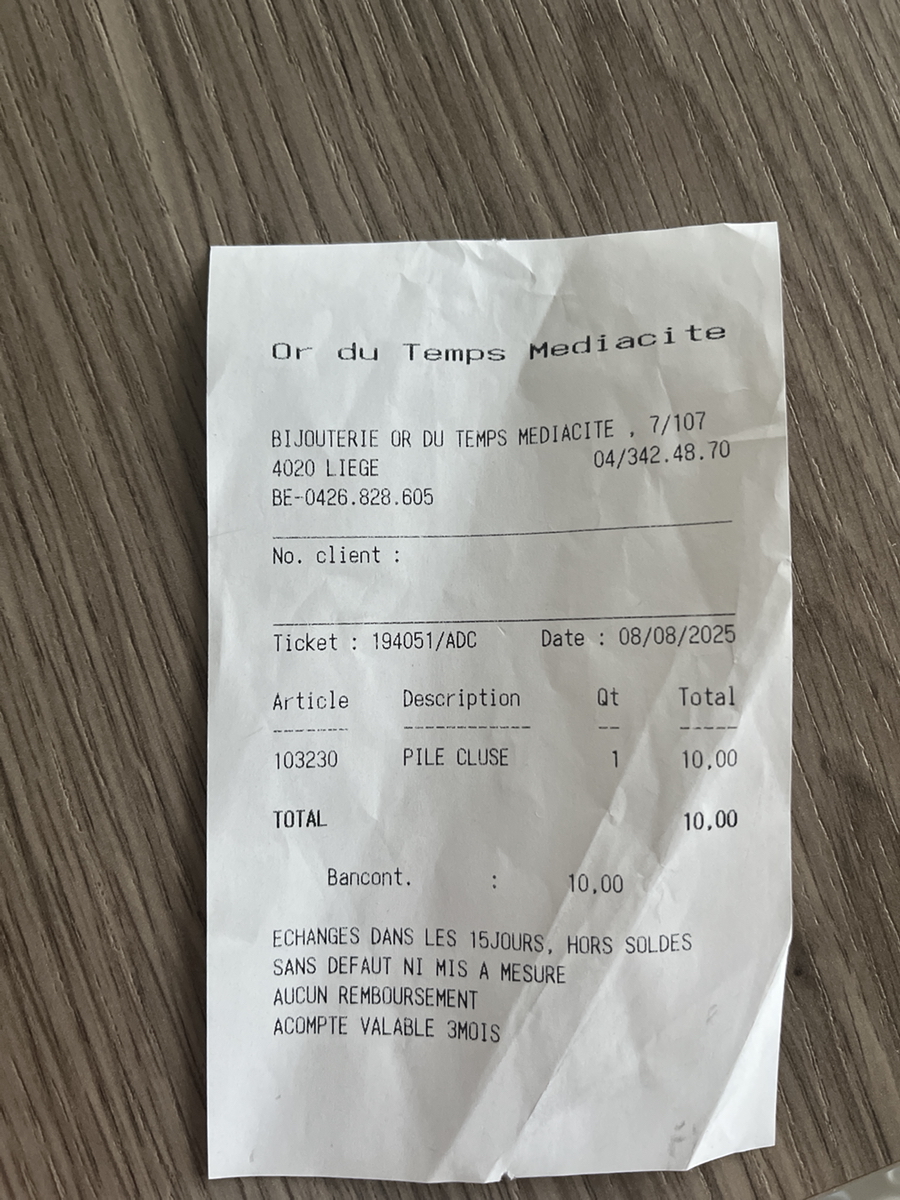 Or du Temps Mediacite
BIJOUTERIE OR DU TEMPS MEDIACITE , 7/107
4020 LIEGE 04/342.48.70
BE-0426.828.605
No. client :
Ticket : 194051/ADC Date : 08/08/2025
Article Description Qt Total
------- ------------ -- -----
103230 PILE CLUSE 1 10,00
TOTAL 10,00
Bancont. : 10,00
ECHANGES DANS LES 15JOURS, HORS SOLDES
SANS DEFAUT NI MIS A MESURE
AUCUN REMBOURSEMENT
ACOMPTE VALABLE 3MOIS